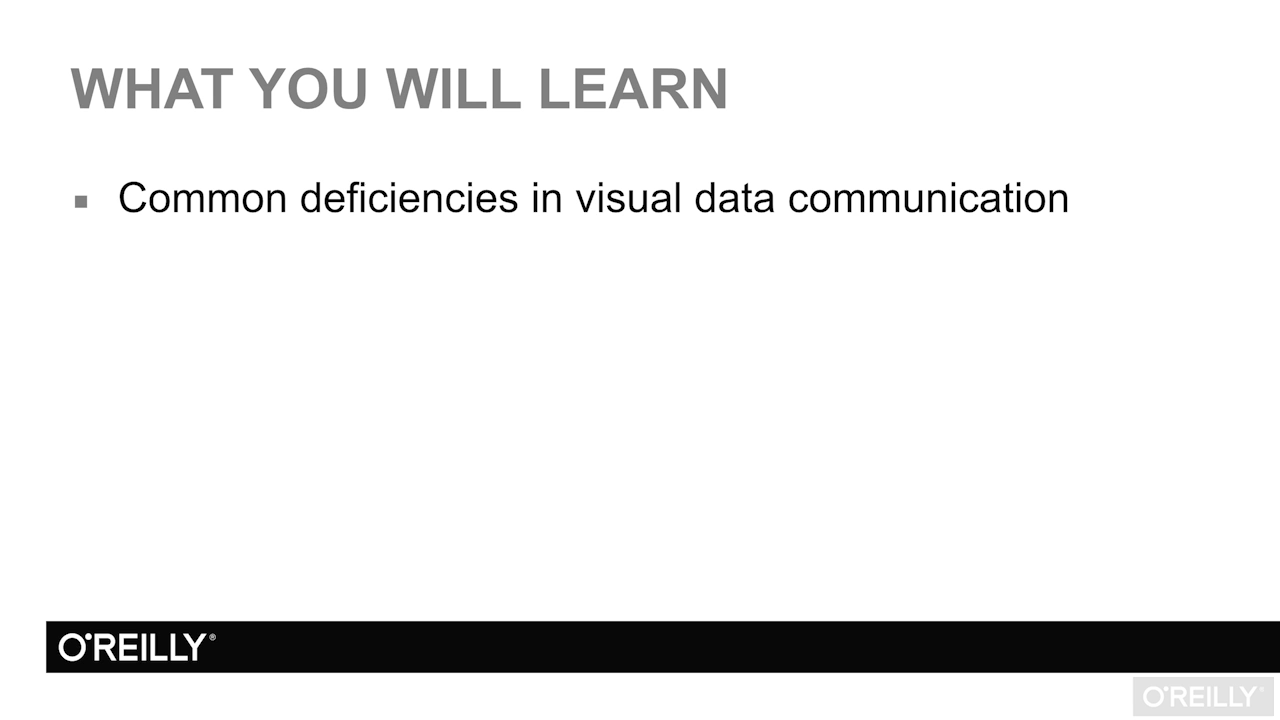 WHAT YOU WILL LEARN
▪ Common deficiencies in visual data communication
O'REILLY®
O'REILLY®